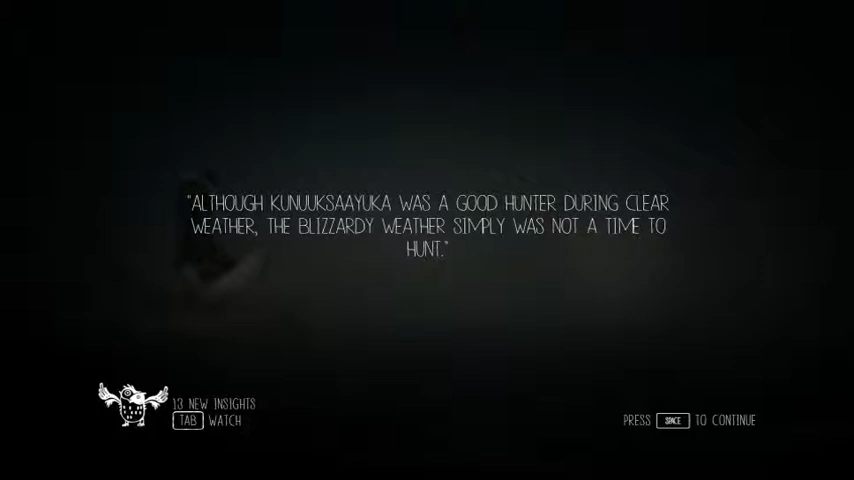 "ALTHOUGH KUNUUKSAAYUKA WAS A GOOD HUNTER DURING CLEAR
WEATHER, THE BLIZZARDY WEATHER SIMPLY WAS NOT A TIME TO
HUNT."
13 NEW INSIGHTS
TAB WATCH
PRESS SPACE TO CONTINUE